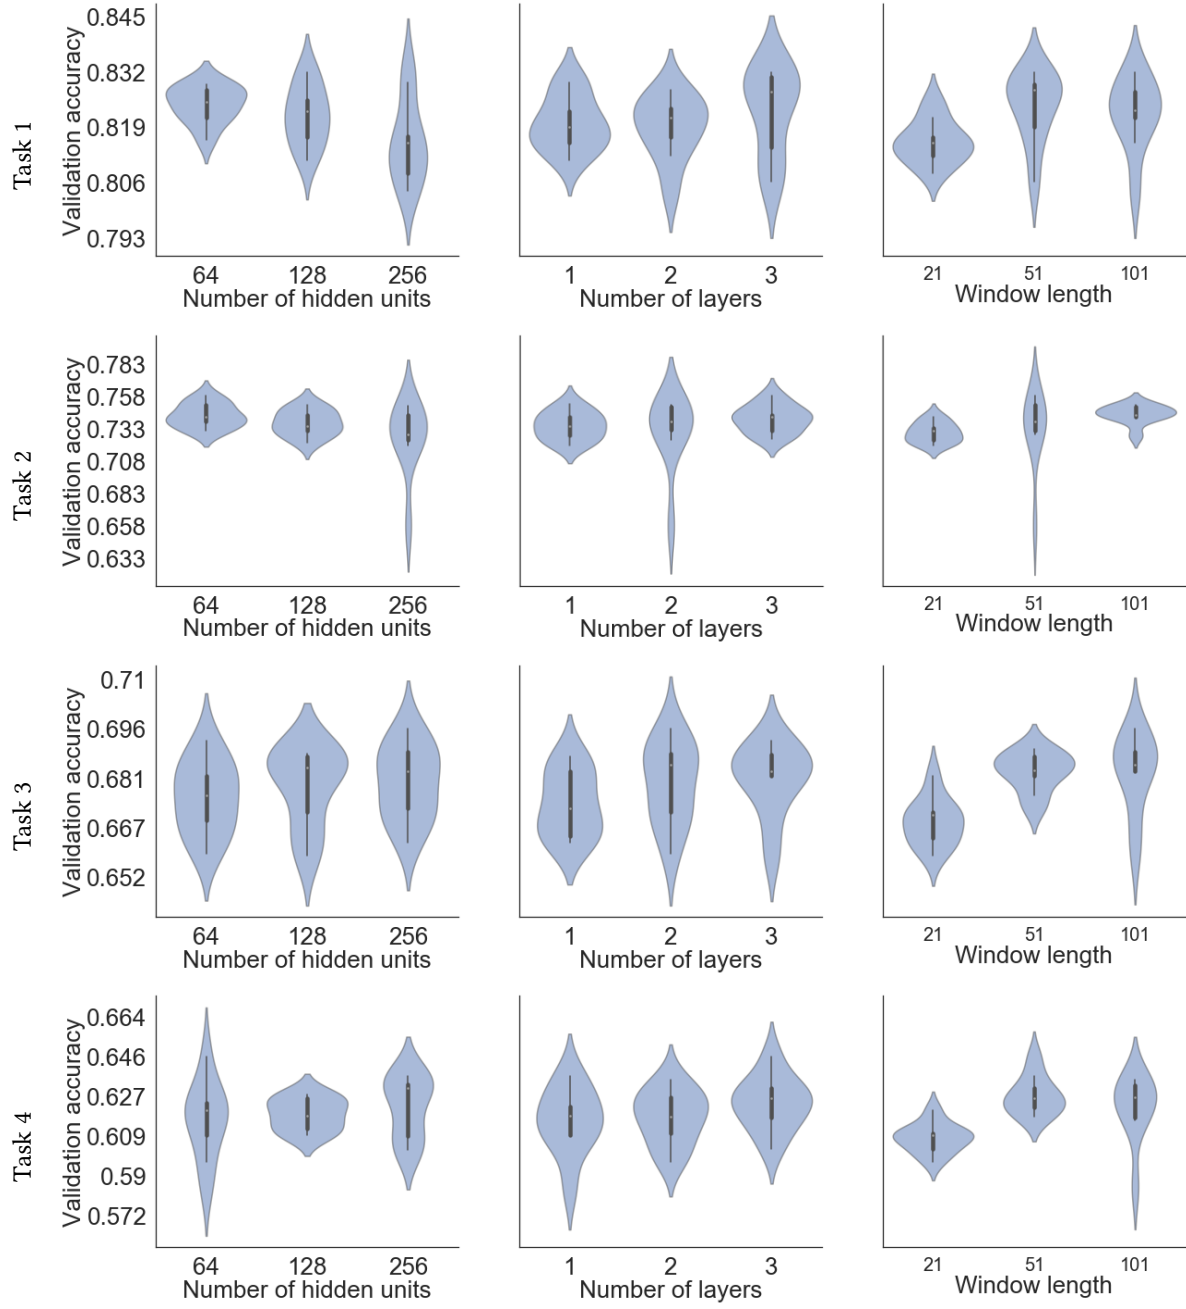 Task 1
Validation accuracy
0.845
0.832
0.819
0.806
0.793
64 128 256
Number of hidden units
1 2 3
Number of layers
21 51 101
Window length
Task 2
Validation accuracy
0.783
0.758
0.733
0.708
0.683
0.658
0.633
64 128 256
Number of hidden units
1 2 3
Number of layers
21 51 101
Window length
Task 3
Validation accuracy
0.71
0.696
0.681
0.667
0.652
64 128 256
Number of hidden units
1 2 3
Number of layers
21 51 101
Window length
Task 4
Validation accuracy
0.664
0.646
0.627
0.609
0.59
0.572
64 128 256
Number of hidden units
1 2 3
Number of layers
21 51 101
Window length